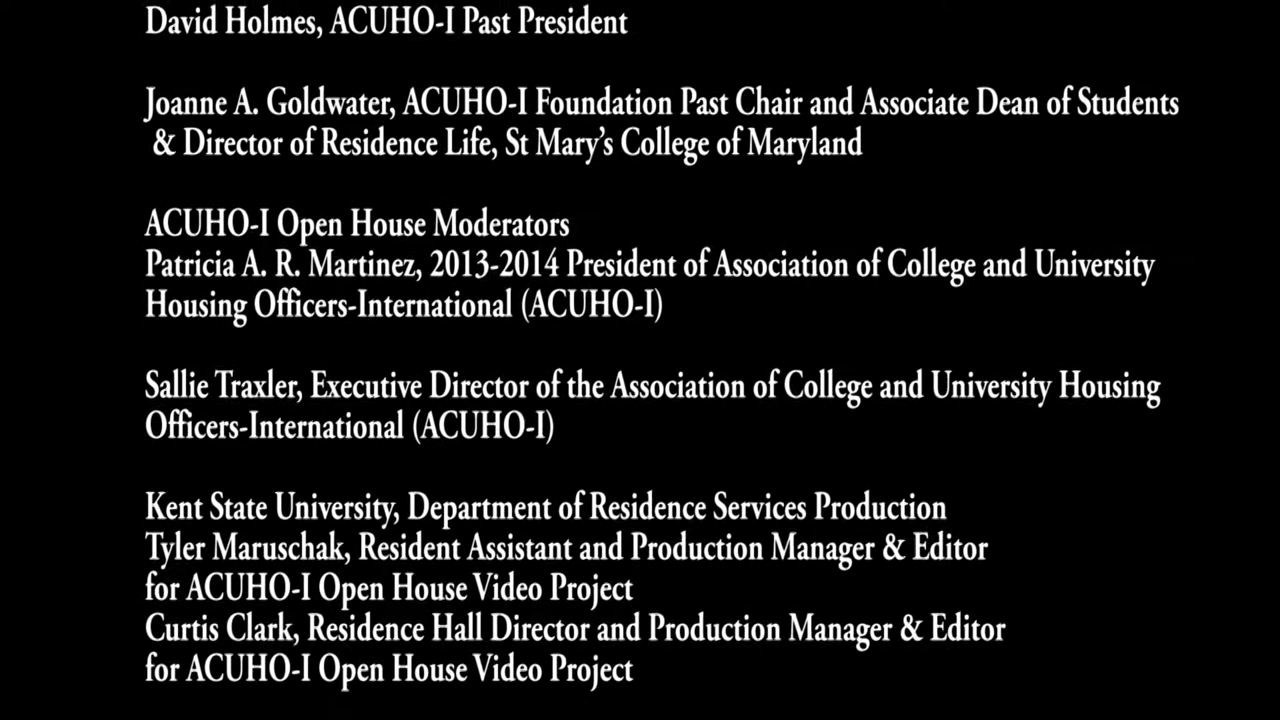 David Holmes, ACUHO-I Past President
Joanne A. Goldwater, ACUHO-I Foundation Past Chair and Associate Dean of Students
& Director of Residence Life, St Mary’s College of Maryland
ACUHO-I Open House Moderators
Patricia A. R. Martinez, 2013-2014 President of Association of College and University
Housing Officers-International (ACUHO-I)
Sallie Traxler, Executive Director of the Association of College and University Housing
Officers-International (ACUHO-I)
Kent State University, Department of Residence Services Production
Tyler Maruschak, Resident Assistant and Production Manager & Editor
for ACUHO-I Open House Video Project
Curtis Clark, Residence Hall Director and Production Manager & Editor
for ACUHO-I Open House Video Project